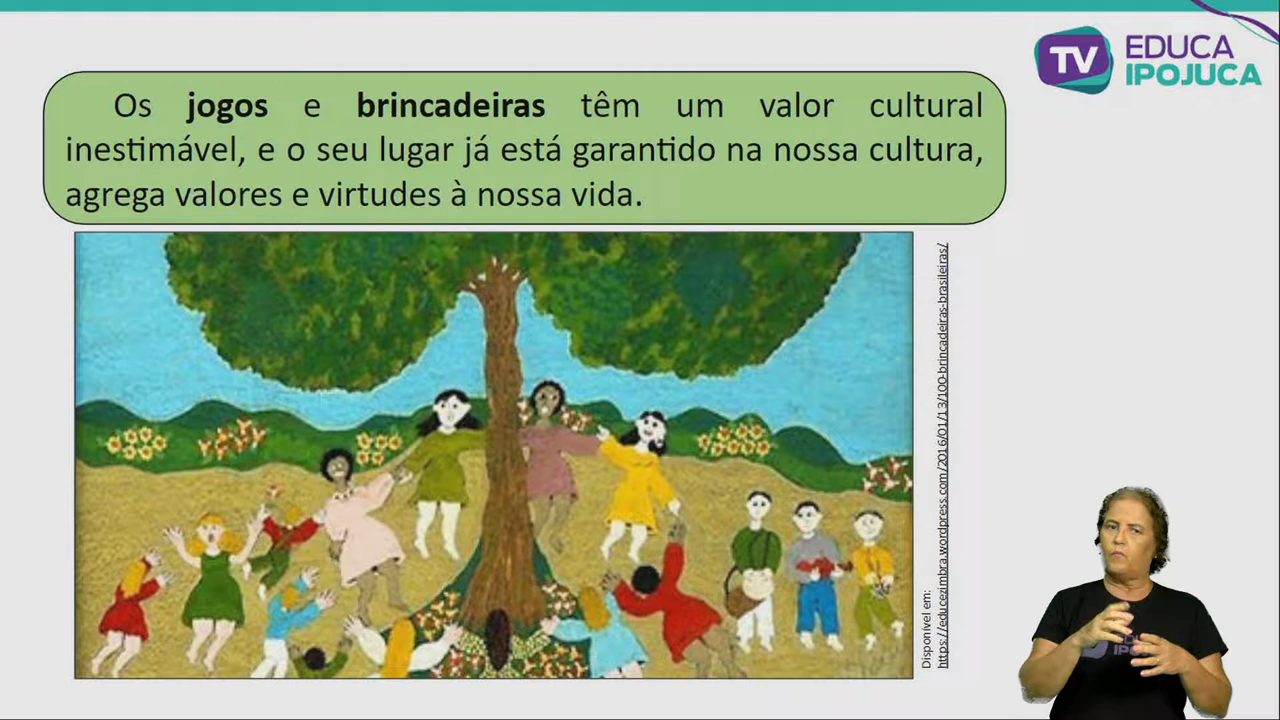 TV EDUCA
IPOJUCA
Os jogos e brincadeiras têm um valor cultural
inestimável, e o seu lugar já está garantido na nossa cultura,
agrega valores e virtudes à nossa vida.
Disponível em:
https://educezimbra.wordpress.com/2016/01/13/100-brincadeiras-brasileiras/